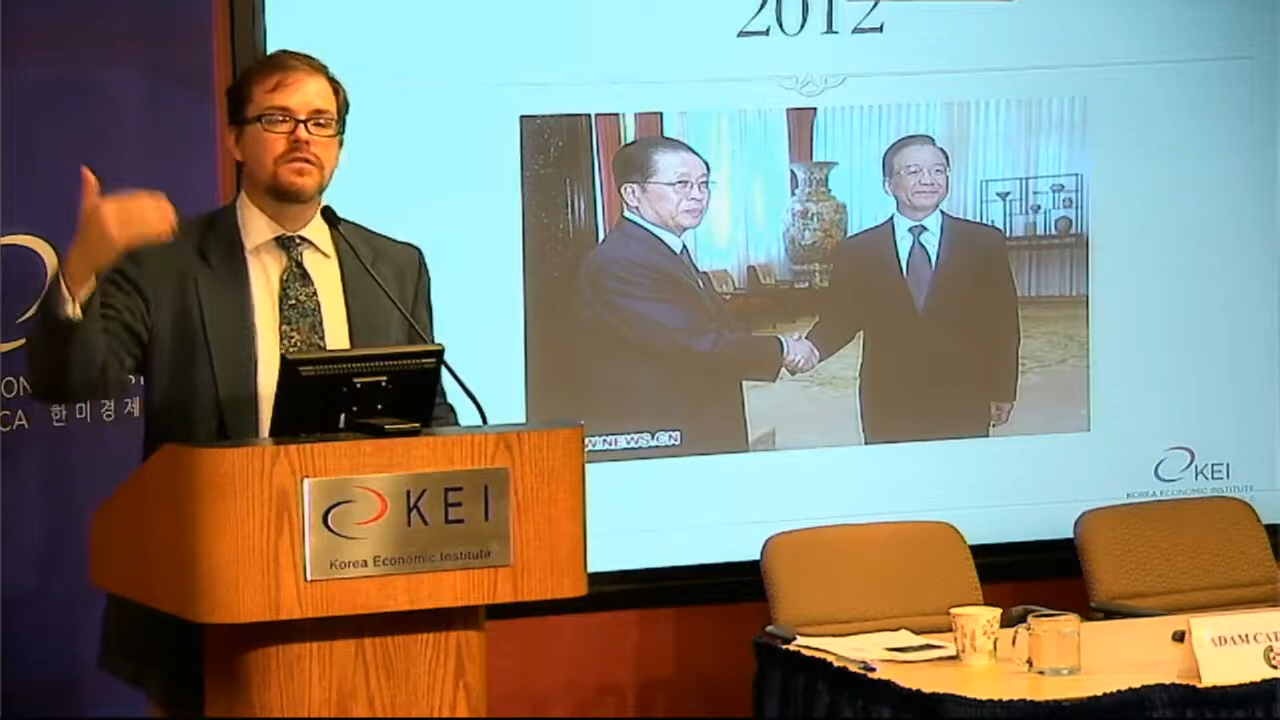 2012
W NEWS.CN
KEI
KOREA ECONOMIC INSTITUTE
ON
CA 한미경제
KEI
Korea Economic Institute
ADAM CAT